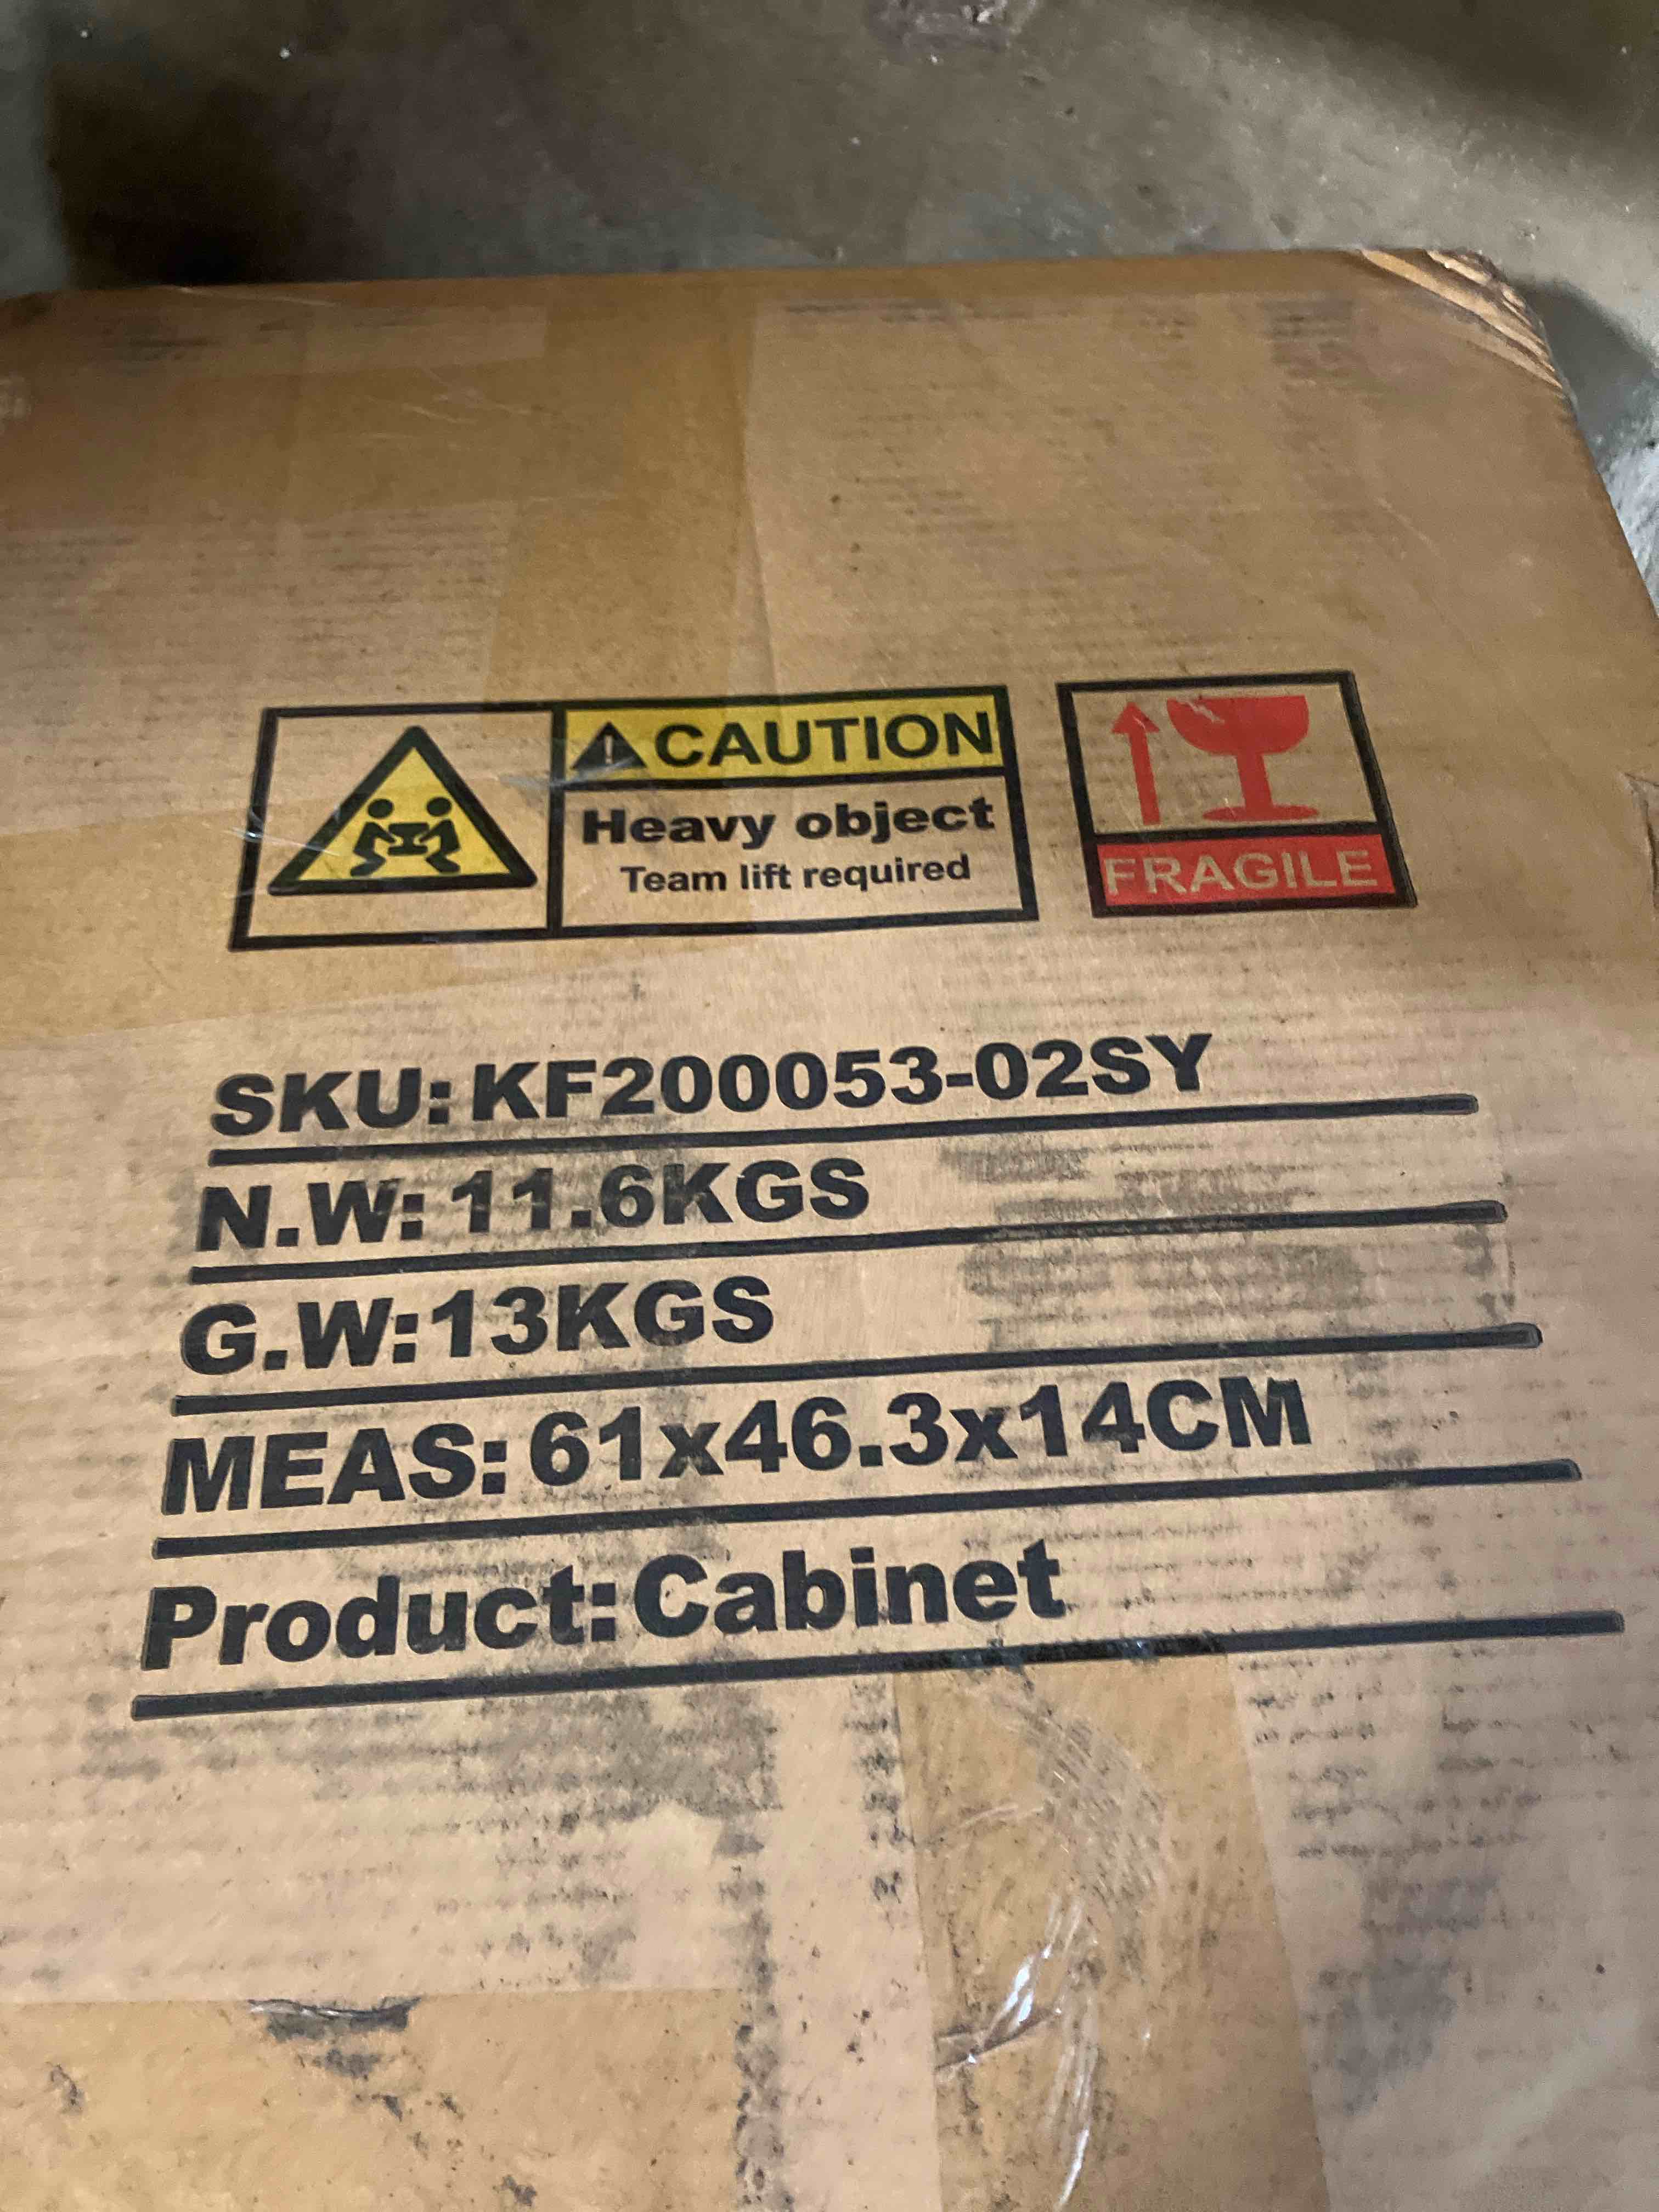 CAUTION
Heavy object
Team lift required
FRAGILE
SKU:KF200053-02SY
N.W: 11.6KGS
G.W:13KGS
MEAS: 61x46.3x14CM
Product:Cabinet